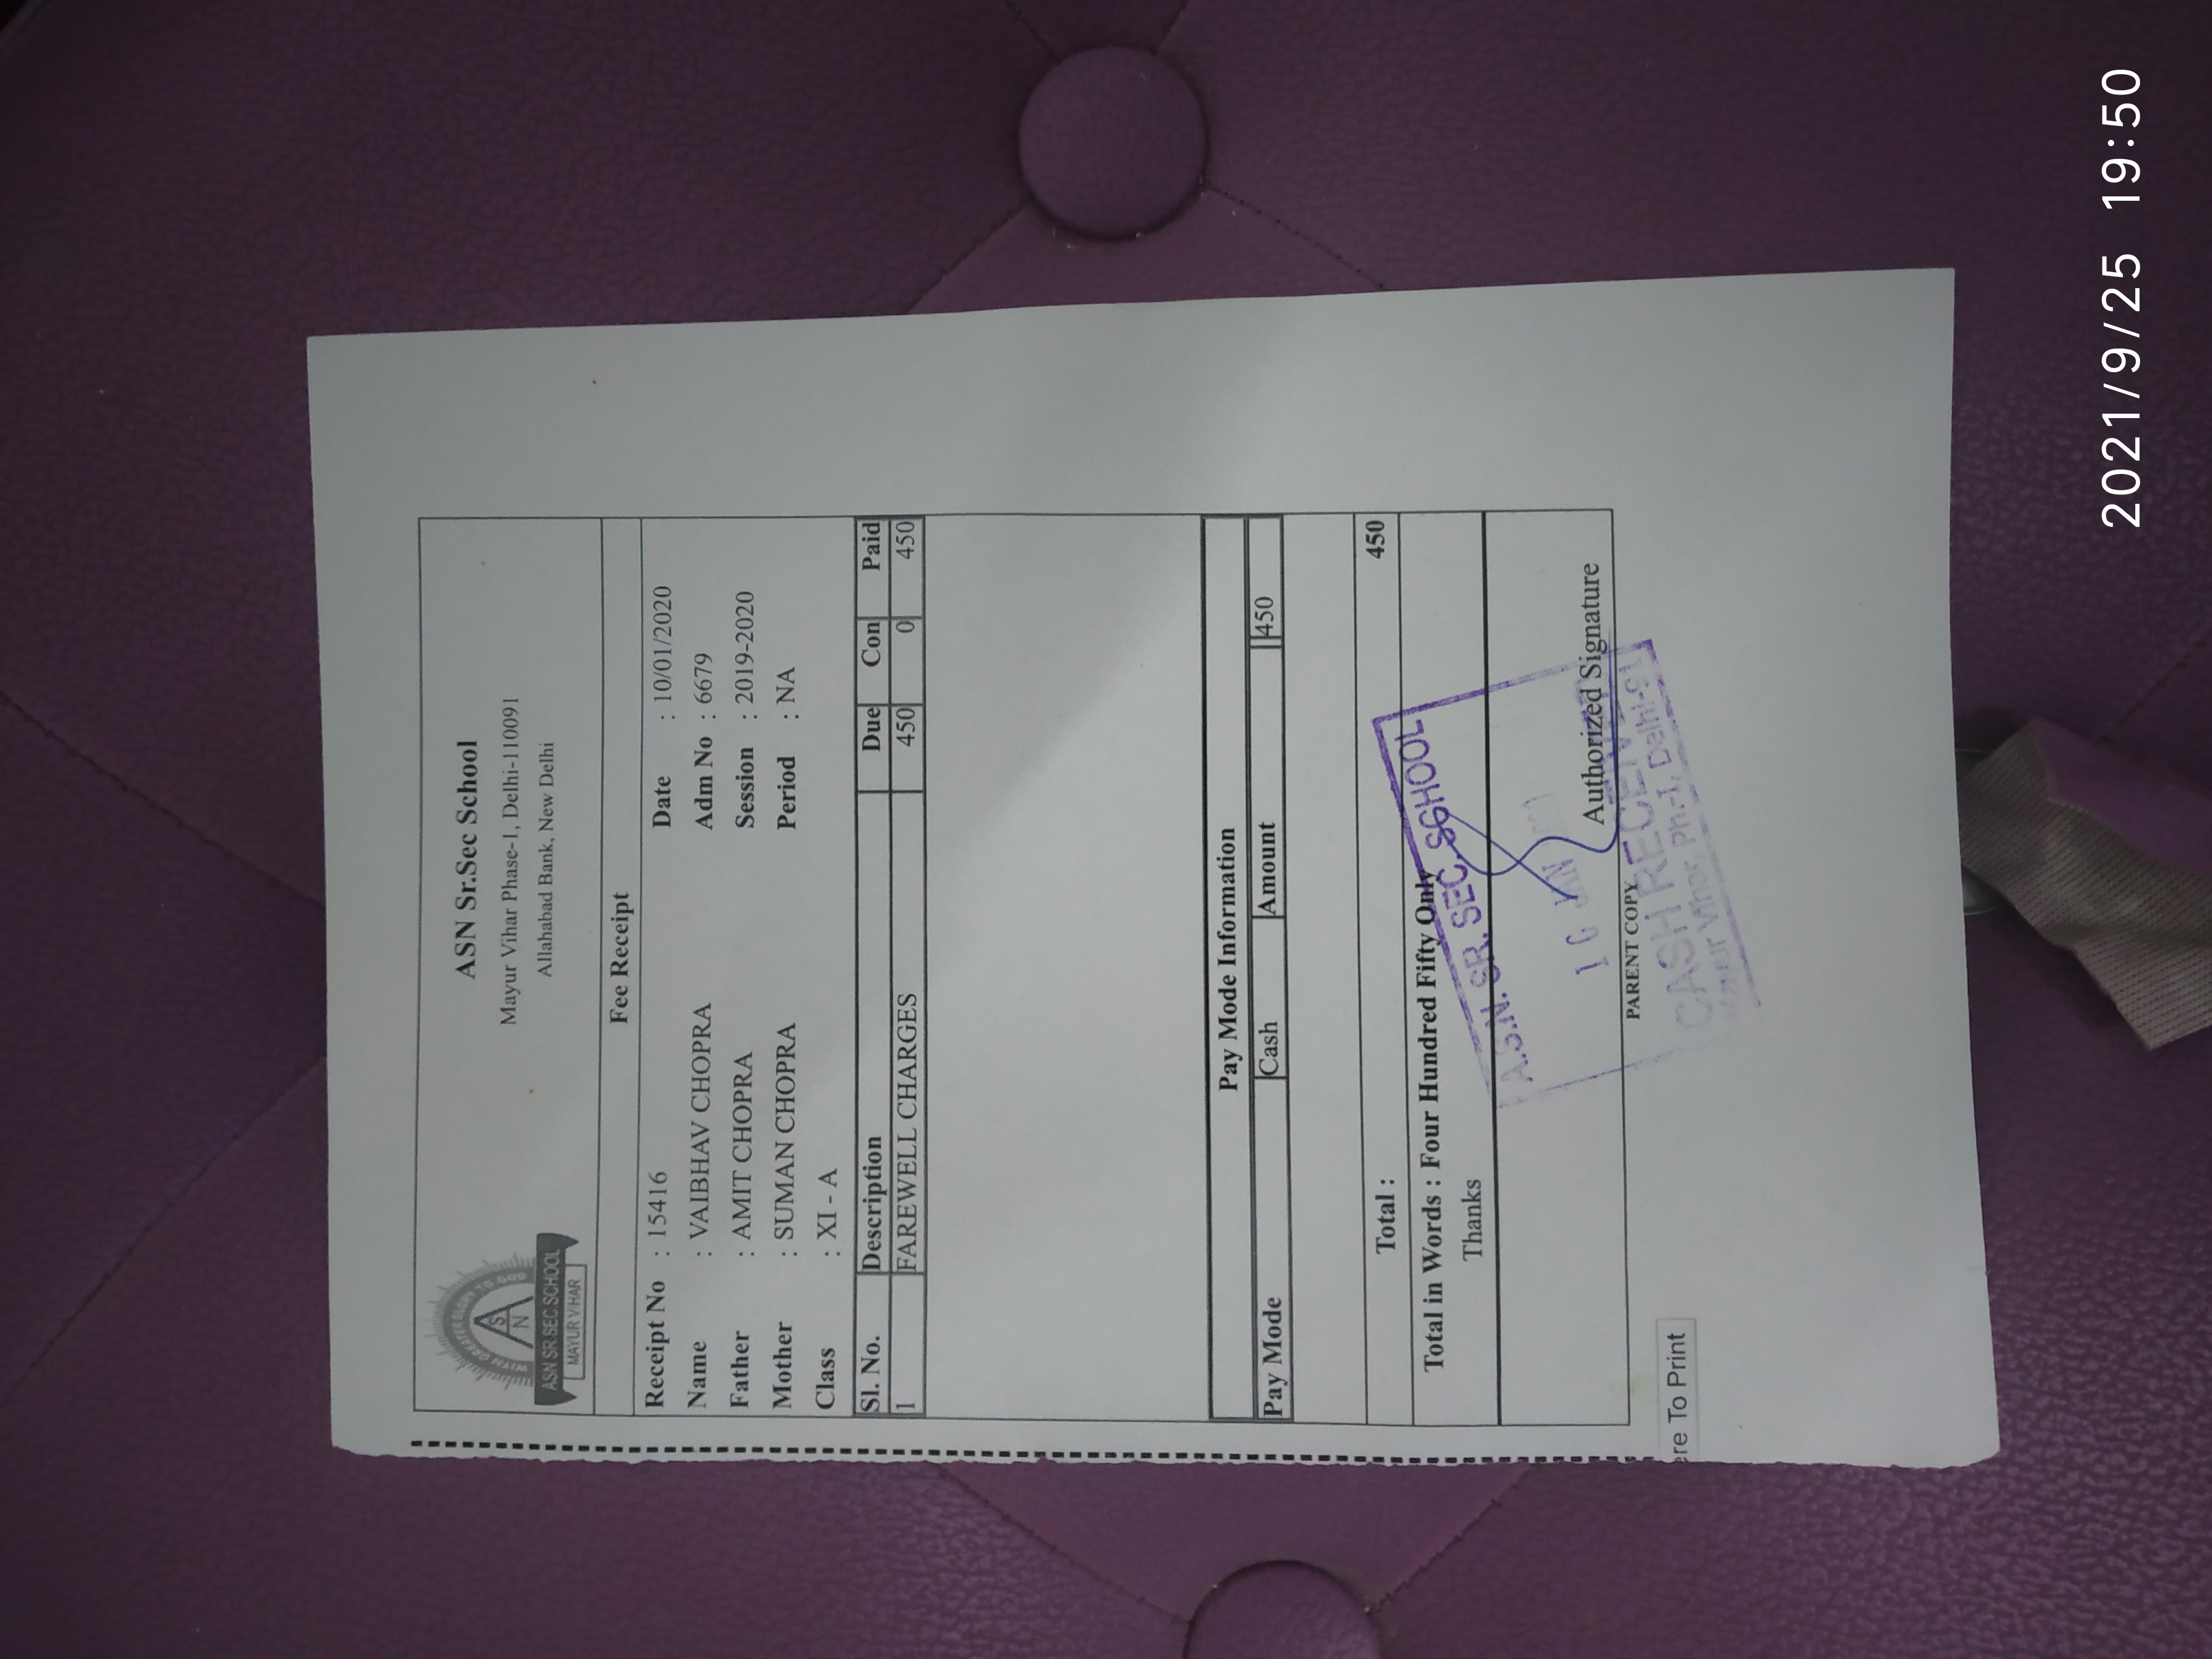 WITH GREATER GLORY TO GOD
A S N
ASN SR SEC SCHOOL
MAYUR VIHAR
ASN Sr.Sec School
Mayur Vihar Phase-1, Delhi-110091
Allahabad Bank, New Delhi
Fee Receipt
Receipt No : 15416 Date : 10/01/2020
Name : VAIBHAV CHOPRA Adm No : 6679
Father : AMIT CHOPRA Session : 2019-2020
Mother : SUMAN CHOPRA Period : NA
Class : XI - A
Sl. No. Description Due Con Paid
1 FAREWELL CHARGES 450 0 450
Pay Mode Information
Pay Mode Cash Amount 450
Total : 450
Total in Words : Four Hundred Fifty Only
Thanks
A.S.N. SR. SEC. SCHOOL
JAN
Authorized Signature
PARENT COPY
CASH RECEIVED
Mayur Vihar, Ph.-I, Delhi-91
ere To Print
2021/9/25 19:50